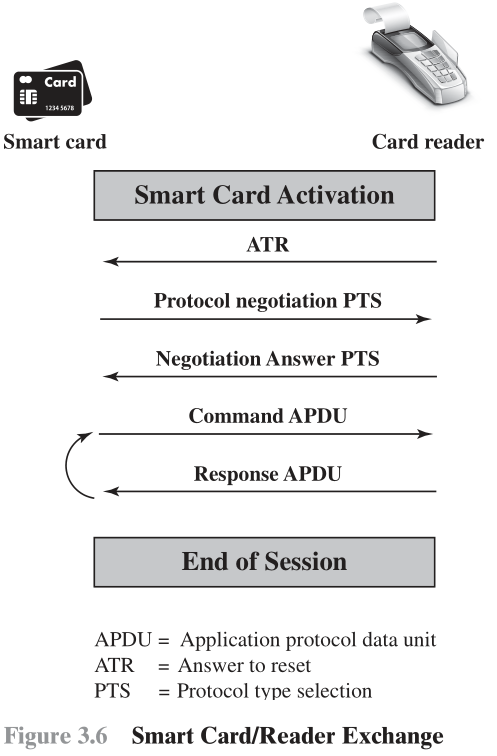 Card
1234 5678
Smart card
Card reader
Smart Card Activation
ATR
Protocol negotiation PTS
Negotiation Answer PTS
Command APDU
Response APDU
End of Session
APDU = Application protocol data unit
ATR = Answer to reset
PTS = Protocol type selection
Figure 3.6 Smart Card/Reader Exchange